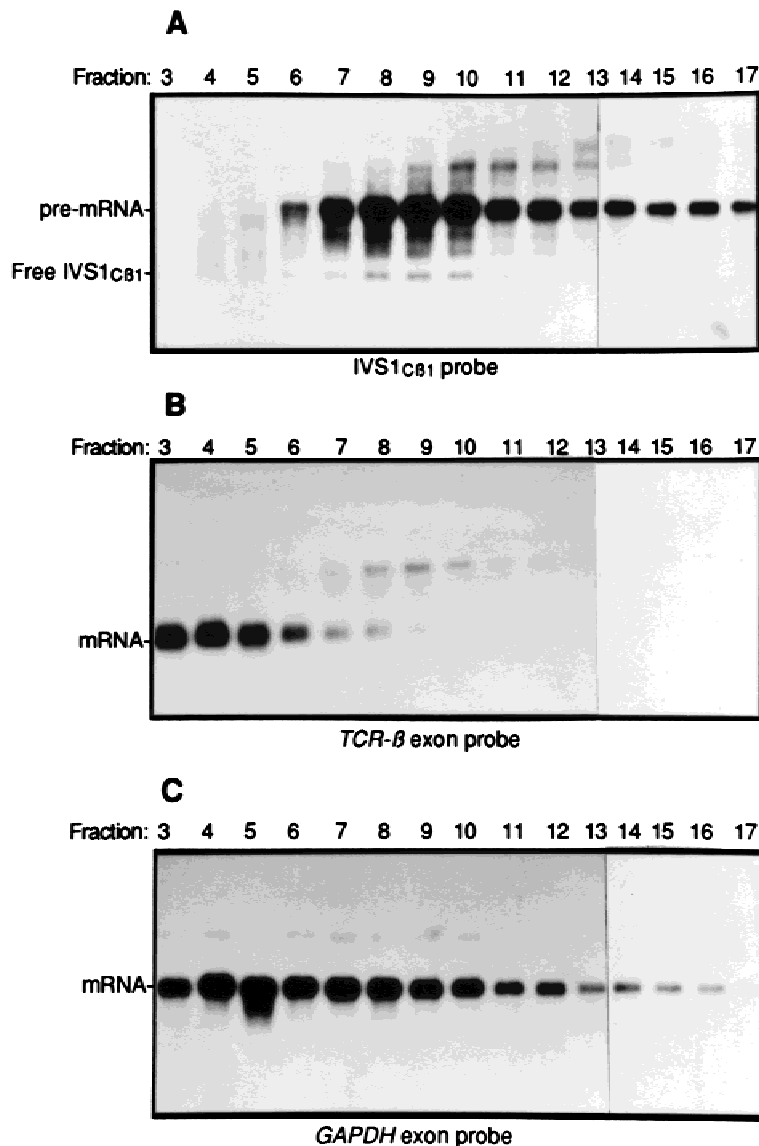 A
Fraction: 3 4 5 6 7 8 9 10 11 12 13 14 15 16 17
pre-mRNA-
Free IVS1Cβ1
IVS1Cβ1 probe
B
Fraction: 3 4 5 6 7 8 9 10 11 12 13 14 15 16 17
mRNA-
TCR-β exon probe
C
Fraction: 3 4 5 6 7 8 9 10 11 12 13 14 15 16 17
mRNA-
GAPDH exon probe